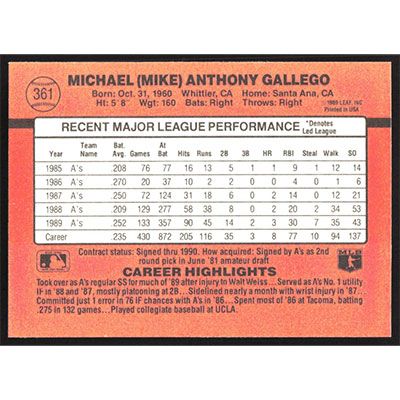 361
MICHAEL (MIKE) ANTHONY GALLEGO
Born: Oct. 31, 1960 Whittier, CA Home: Santa Ana, CA
Ht: 5' 8" Wgt: 160 Bats: Right Throws: Right
©1989 LEAF, INC.
Printed in USA
RECENT MAJOR LEAGUE PERFORMANCE *Denotes Led League
Year Team Name Bat. Avg. Games At Bat Hits Runs 2B 3B HR RBI Steal Walk SO
1985 A's .208 76 77 16 13 5 1 1 9 1 12 14
1986 A's .270 20 37 10 2 2 0 0 4 0 1 6
1987 A's .250 72 124 31 18 6 0 2 14 0 12 21
1988 A's .209 129 277 58 38 8 0 2 20 2 34 53
1989 A's .252 133 357 90 45 14 2 3 30 7 35 43
Career .235 430 872 205 116 35 3 8 77 10 94 137
Contract status: Signed thru 1990. How acquired: Signed by A's as 2nd
round pick in June '81 amateur draft
MLB
CAREER HIGHLIGHTS
Took over as A's regular SS for much of '89 after injury to Walt Weiss...Served as A's No. 1 utility
IF in '88 and '87, mostly platooning at 2B...Sidelined nearly a month with wrist injury in '87...
Committed just 1 error in 76 IF chances with A's in '86...Spent most of '86 at Tacoma, batting
.275 in 132 games...Played collegiate baseball at UCLA.